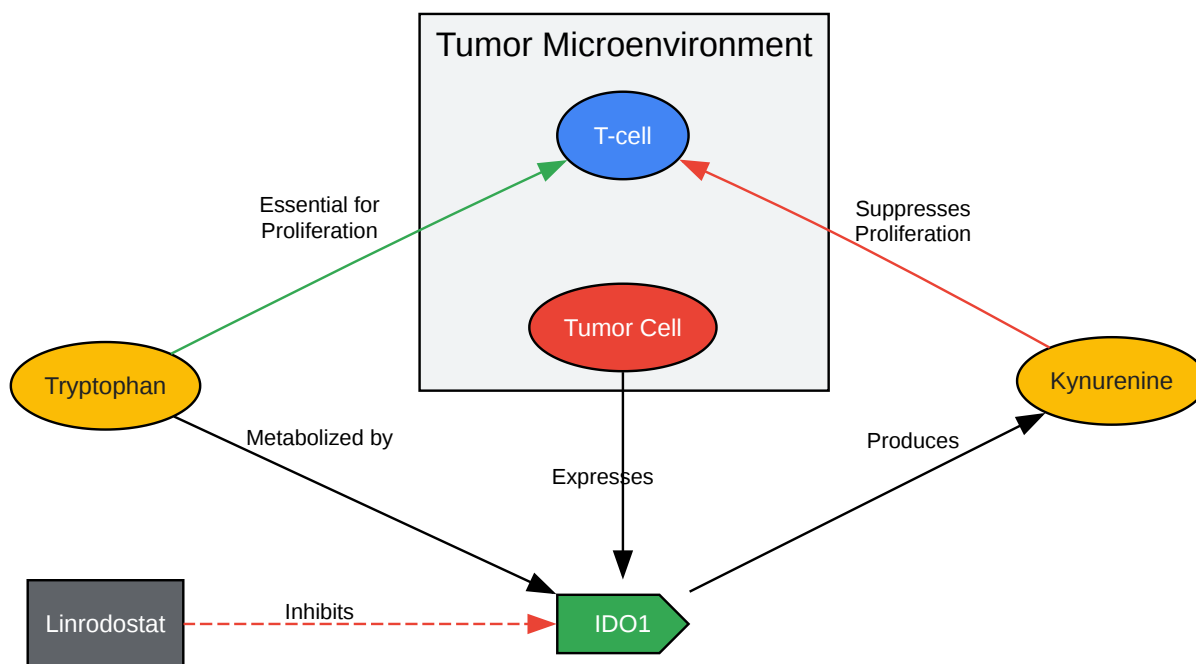 Tumor Microenvironment
T-cell
Essential for
Proliferation
Suppresses
Proliferation
Tumor Cell
Tryptophan
Kynurenine
Metabolized by
Produces
Expresses
Linrodostat
Inhibits
IDO1